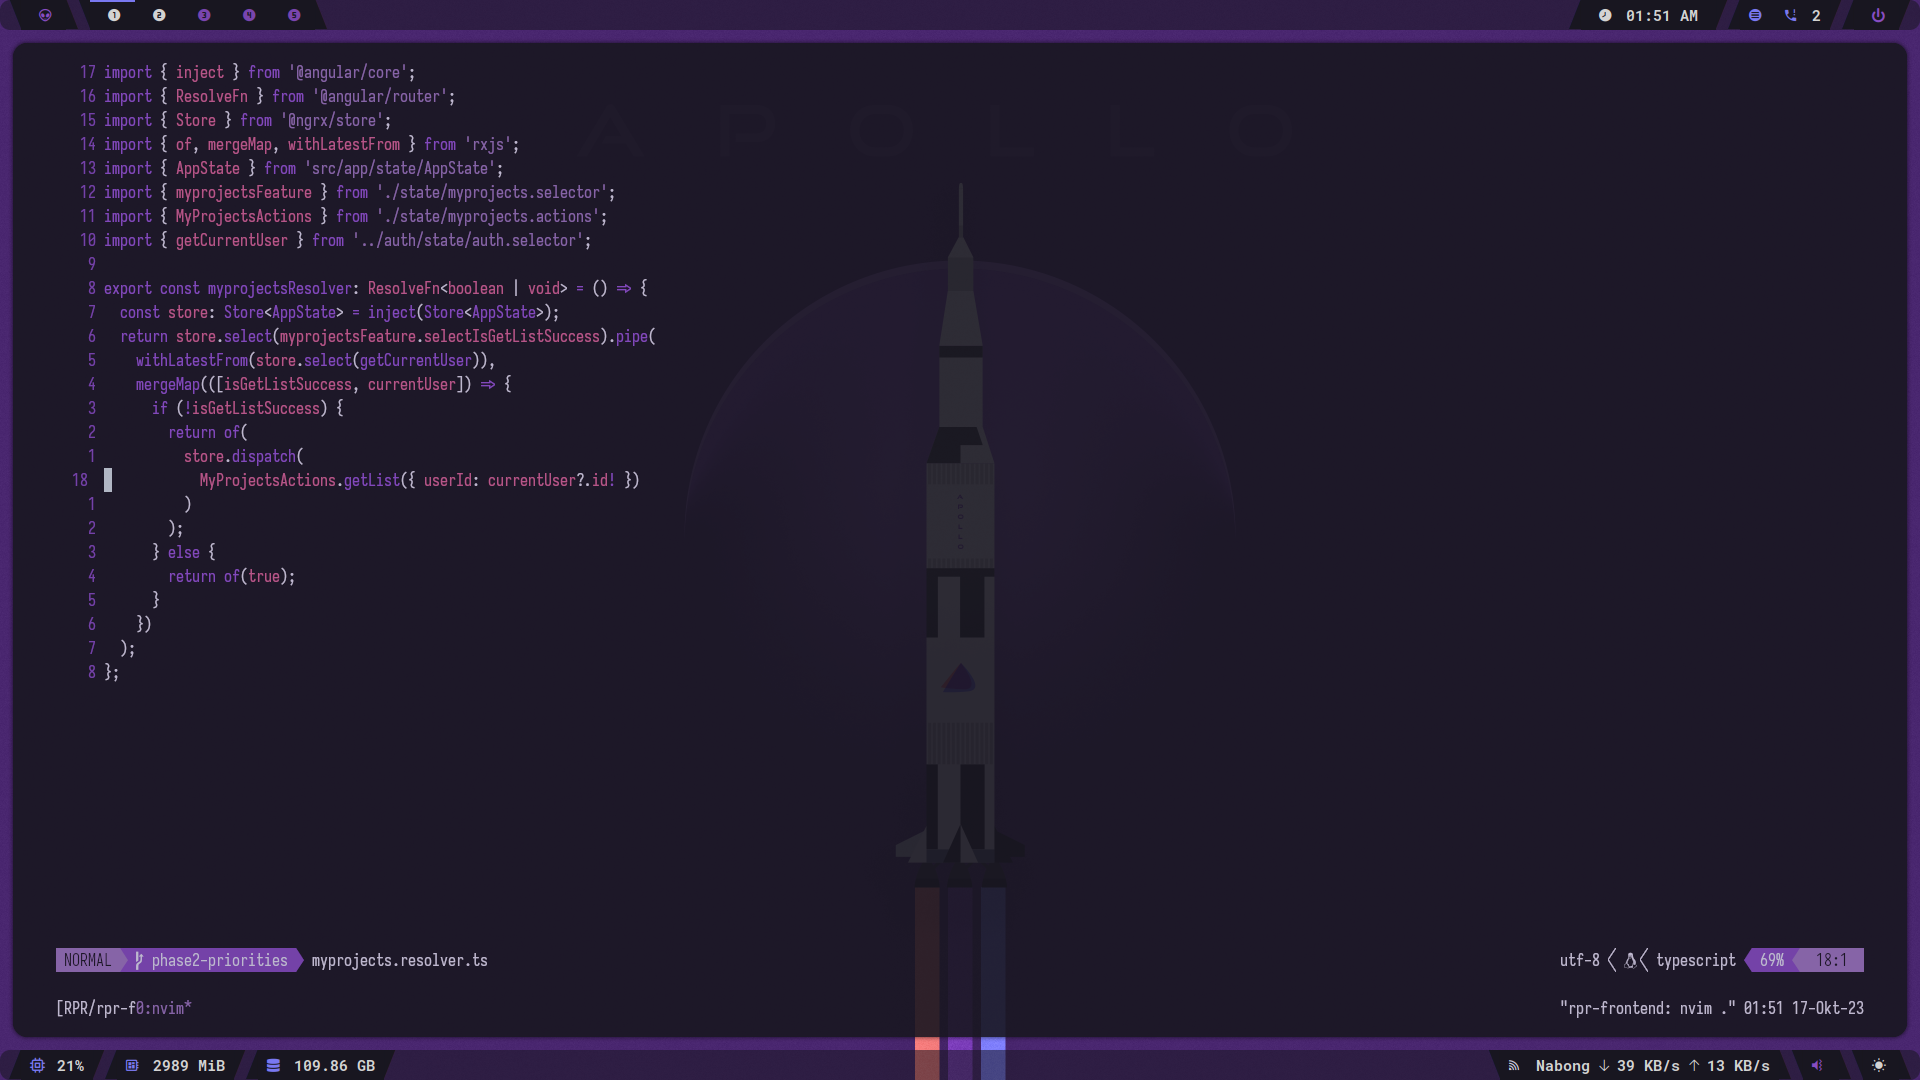 1 2 3 4 5
01:51 AM
2
APOLLO
17 import { inject } from '@angular/core';
16 import { ResolveFn } from '@angular/router';
15 import { Store } from '@ngrx/store';
14 import { of, mergeMap, withLatestFrom } from 'rxjs';
13 import { AppState } from 'src/app/state/AppState';
12 import { myprojectsFeature } from './state/myprojects.selector';
11 import { MyProjectsActions } from './state/myprojects.actions';
10 import { getCurrentUser } from '../auth/state/auth.selector';
9
8 export const myprojectsResolver: ResolveFn<boolean | void> = () => {
7   const store: Store<AppState> = inject(Store<AppState>);
6   return store.select(myprojectsFeature.selectIsGetListSuccess).pipe(
5     withLatestFrom(store.select(getCurrentUser)),
4     mergeMap(([isGetListSuccess, currentUser]) => {
3       if (!isGetListSuccess) {
2         return of(
1           store.dispatch(
18             MyProjectsActions.getList({ userId: currentUser?.id! })
1           )
2         );
3       } else {
4         return of(true);
5       }
6     })
7   );
8 };
APOLLO
NORMAL phase2-priorities myprojects.resolver.ts
utf-8 typescript 69% 18:1
[RPR/rpr-f0:nvim*
"rpr-frontend: nvim ." 01:51 17-Okt-23
21% 2989 MiB 109.86 GB
Nabong ↓ 39 KB/s ↑ 13 KB/s